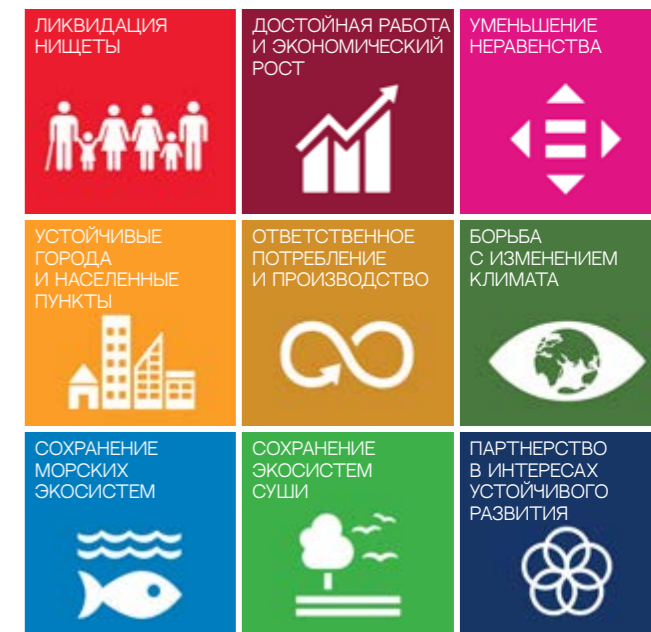 ЛИКВИДАЦИЯ
НИЩЕТЫ
ДОСТОЙНАЯ РАБОТА
И ЭКОНОМИЧЕСКИЙ
РОСТ
УМЕНЬШЕНИЕ
НЕРАВЕНСТВА
УСТОЙЧИВЫЕ
ГОРОДА
И НАСЕЛЕННЫЕ
ПУНКТЫ
ОТВЕТСТВЕННОЕ
ПОТРЕБЛЕНИЕ
И ПРОИЗВОДСТВО
БОРЬБА
С ИЗМЕНЕНИЕМ
КЛИМАТА
СОХРАНЕНИЕ
МОРСКИХ
ЭКОСИСТЕМ
СОХРАНЕНИЕ
ЭКОСИСТЕМ
СУШИ
ПАРТНЕРСТВО
В ИНТЕРЕСАХ
УСТОЙЧИВОГО
РАЗВИТИЯ